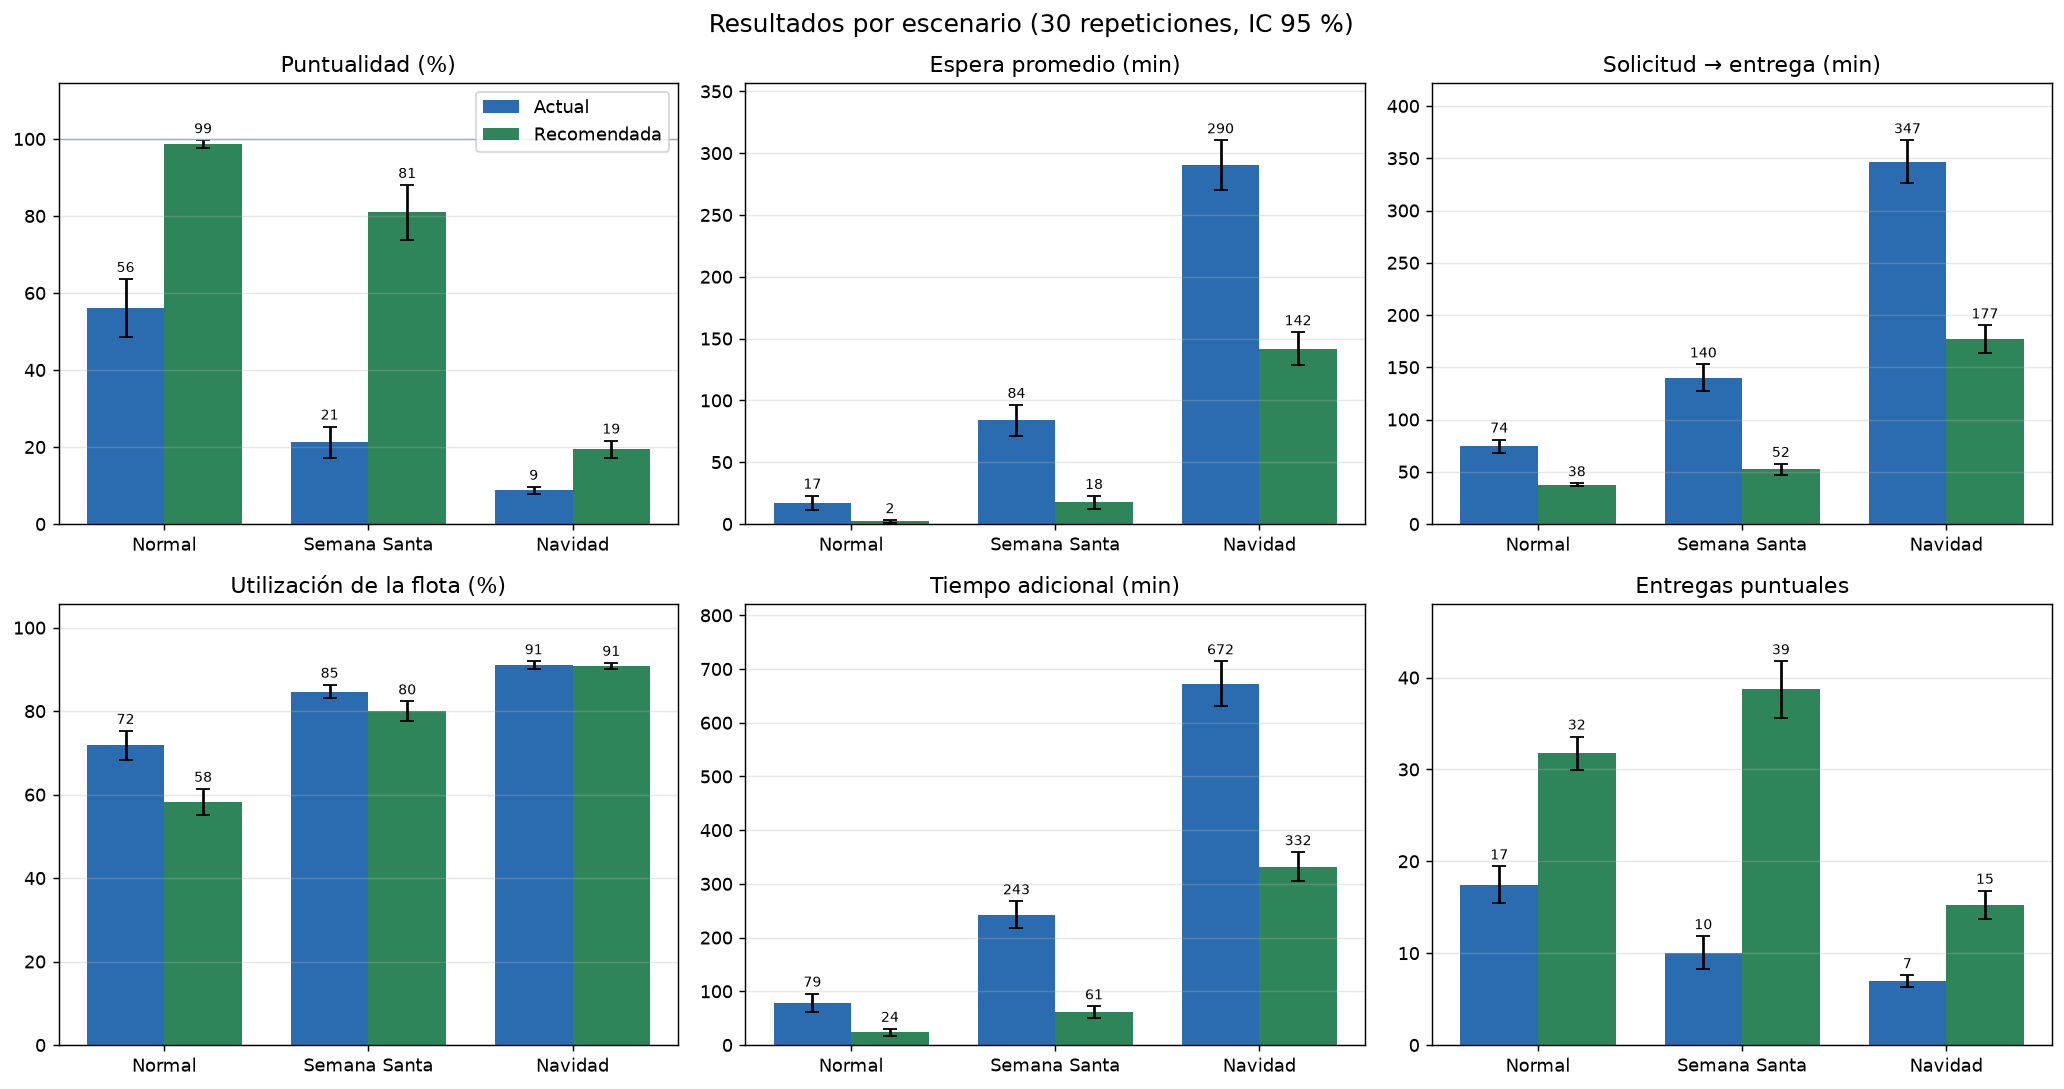 Resultados por escenario (30 repeticiones, IC 95 %)
Puntualidad (%)
Actual
Recomendada
100
80
60
40
20
0
56
99
21
81
9
19
Normal
Semana Santa
Navidad
Espera promedio (min)
350
300
250
200
150
100
50
0
17
2
84
18
290
142
Normal
Semana Santa
Navidad
Solicitud → entrega (min)
400
350
300
250
200
150
100
50
0
74
38
140
52
347
177
Normal
Semana Santa
Navidad
Utilización de la flota (%)
100
80
60
40
20
0
72
58
85
80
91
91
Normal
Semana Santa
Navidad
Tiempo adicional (min)
800
700
600
500
400
300
200
100
0
79
24
243
61
672
332
Normal
Semana Santa
Navidad
Entregas puntuales
40
30
20
10
0
17
32
10
39
7
15
Normal
Semana Santa
Navidad